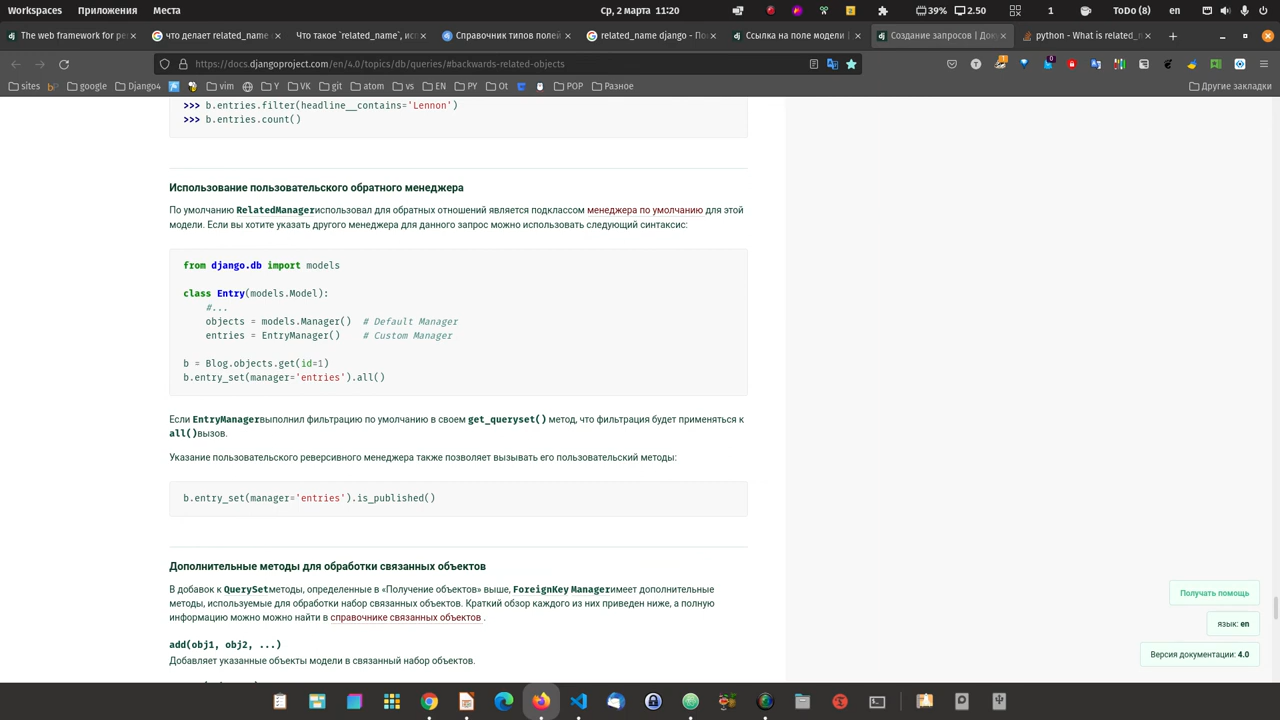 Workspaces Приложения Места Ср, 2 марта 11:20 39% 2.50 1 ToDO (8) en
The web framework for pe что делает related_name Что такое `related_name`, ис Справочник типов полей related_name django - По Ссылка на поле модели | Создание запросов | До python - What is related_n
https://docs.djangoproject.com/en/4.0/topics/db/queries/#backwards-related-objects
sites google Django4 vim Y VK git atom vs EN PY Ot POP Разное Другие закладки
>>> b.entries.filter(headline__contains='Lennon')
>>> b.entries.count()
Использование пользовательского обратного менеджера
По умолчанию RelatedManagerиспользовал для обратных отношений является подклассом менеджера по умолчанию для этой
модели. Если вы хотите указать другого менеджера для данного запрос можно использовать следующий синтаксис:
from django.db import models
class Entry(models.Model):
#...
objects = models.Manager() # Default Manager
entries = EntryManager() # Custom Manager
b = Blog.objects.get(id=1)
b.entry_set(manager='entries').all()
Если EntryManagerвыполнил фильтрацию по умолчанию в своем get_queryset() метод, что фильтрация будет применяться к
all()вызов.
Указание пользовательского реверсивного менеджера также позволяет вызывать его пользовательский методы:
b.entry_set(manager='entries').is_published()
Дополнительные методы для обработки связанных объектов
В добавок к QuerySetметоды, определенные в «Получение объектов» выше, ForeignKey Managerимеет дополнительные
методы, используемые для обработки набор связанных объектов. Краткий обзор каждого из них приведен ниже, а полную
информацию можно можно найти в справочнике связанных объектов .
add(obj1, obj2, ...)
Добавляет указанные объекты модели в связанный набор объектов.
Получать помощь
язык: en
Версия документации: 4.0